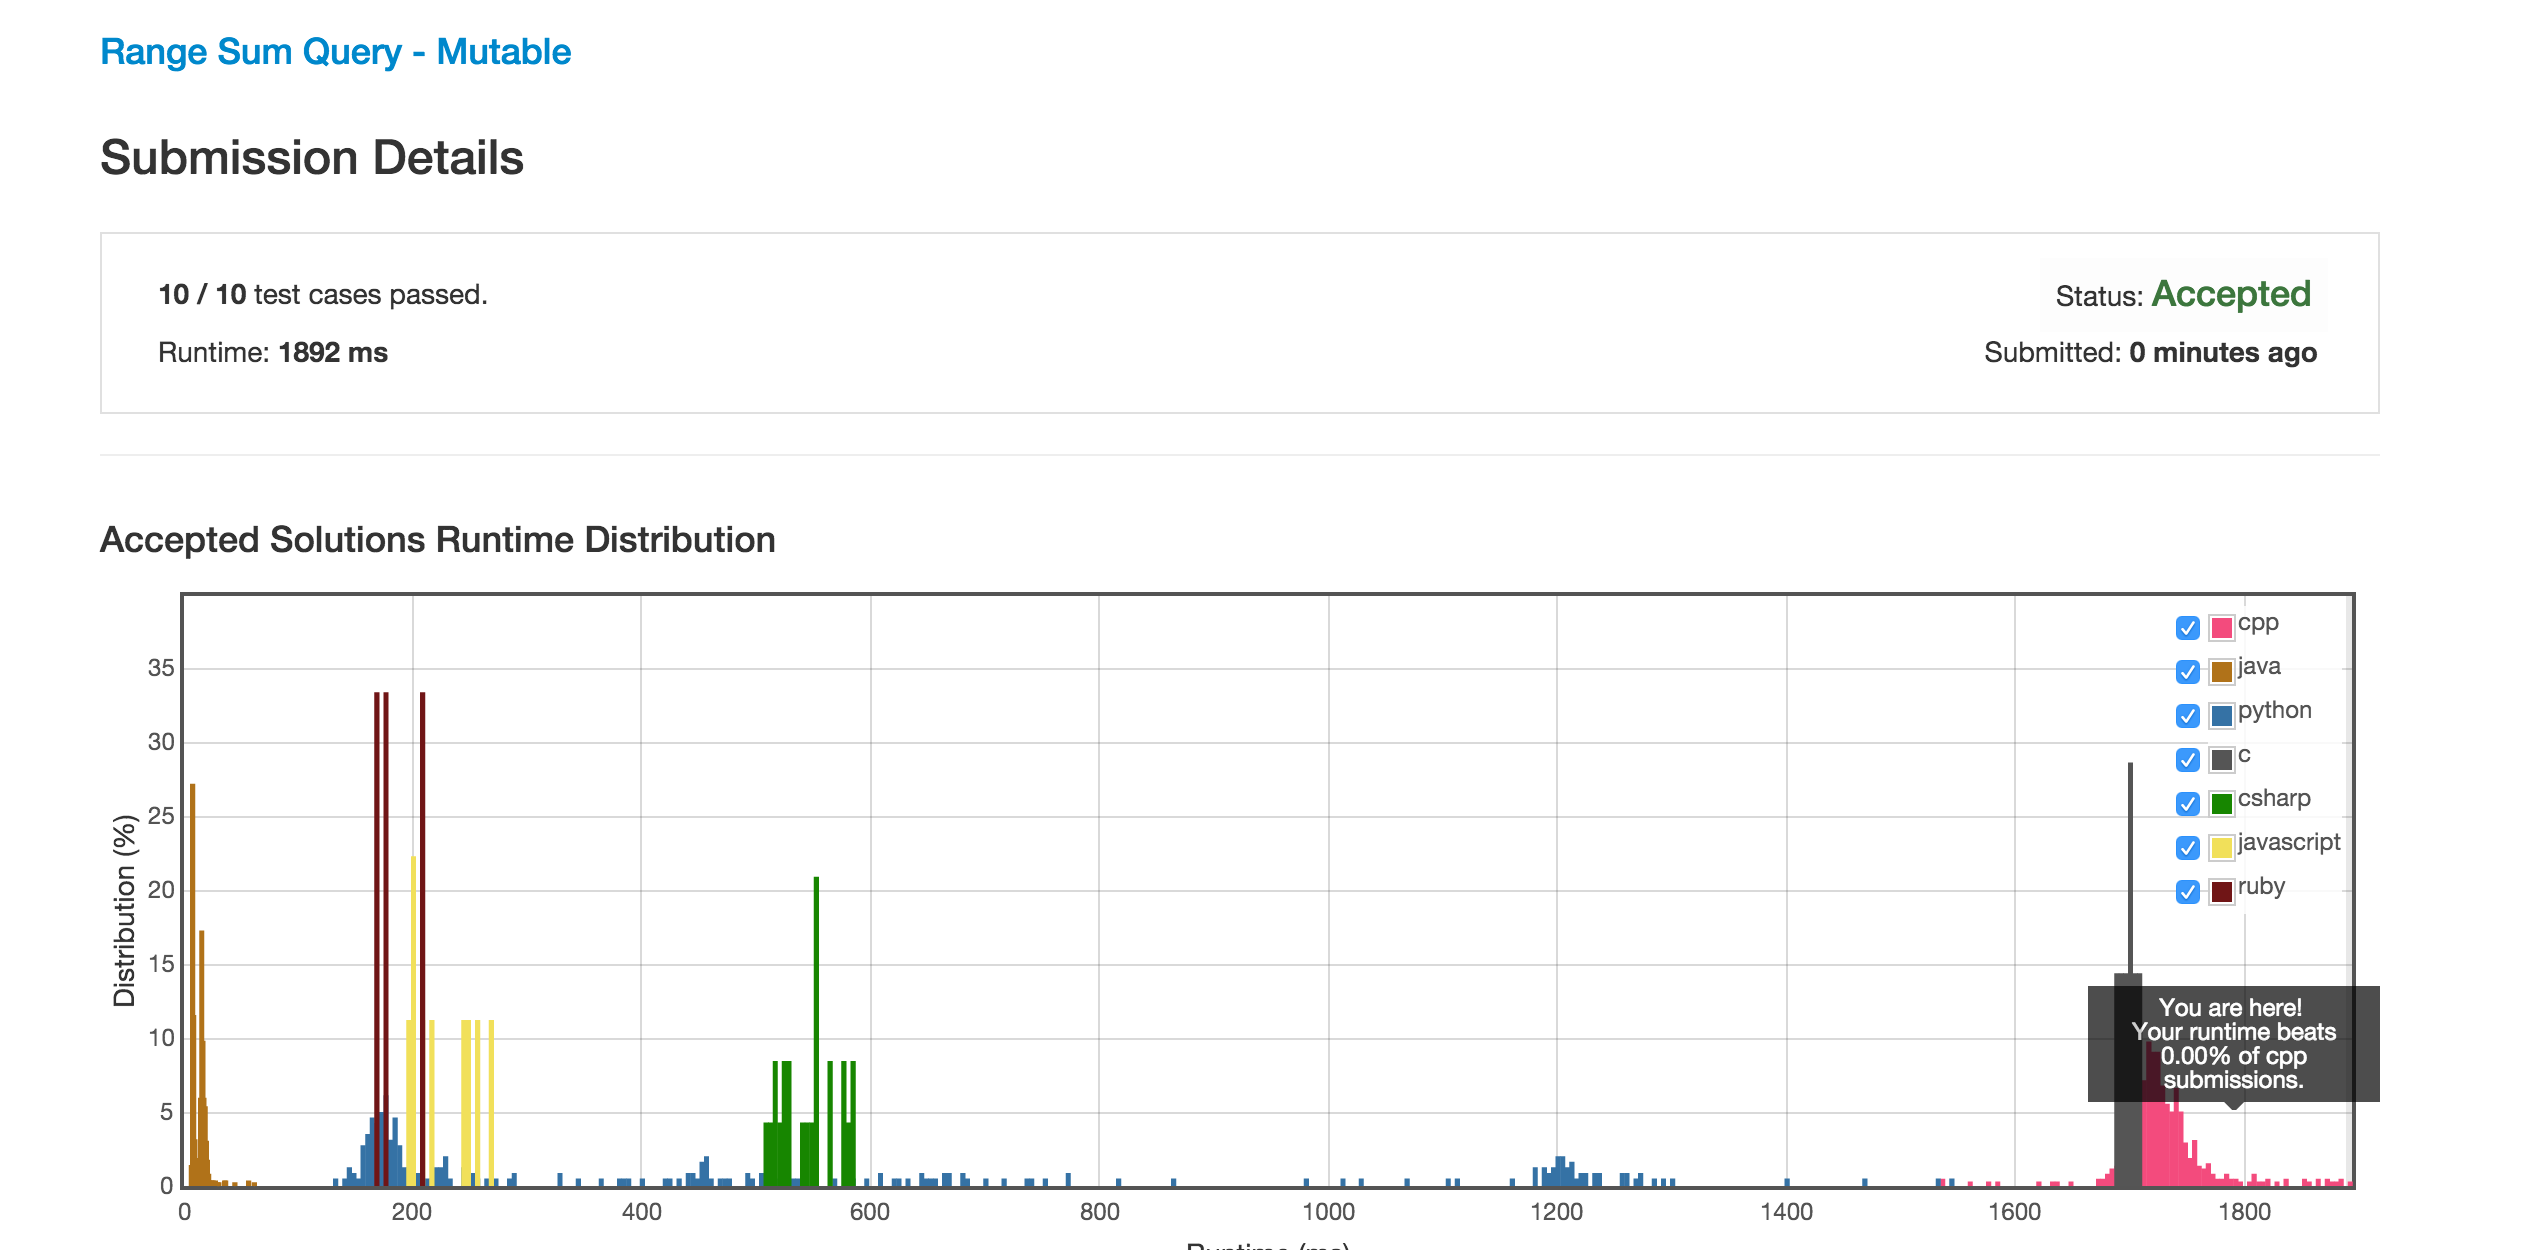 Range Sum Query - Mutable
Submission Details
10 / 10 test cases passed.
Status: Accepted
Runtime: 1892 ms
Submitted: 0 minutes ago
Accepted Solutions Runtime Distribution
cpp
java
python
c
csharp
javascript
ruby
Distribution (%)
35
30
25
20
15
10
5
0
You are here!
Your runtime beats
0.00% of cpp
submissions.
0 200 400 600 800 1000 1200 1400 1600 1800
Runtime (ms)